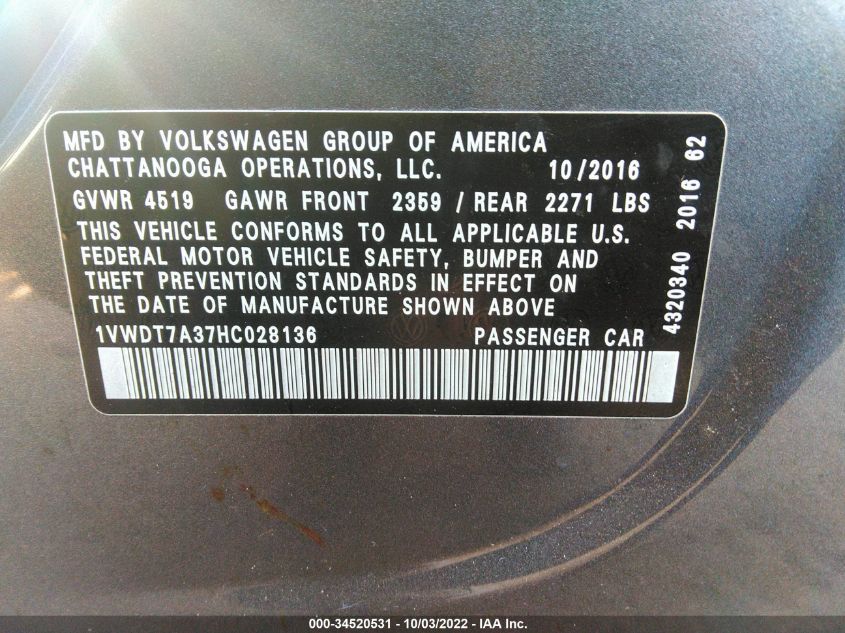 MFD BY VOLKSWAGEN GROUP OF AMERICA
CHATTANOOGA OPERATIONS, LLC. 10/2016
GVWR 4519 GAWR FRONT 2359 / REAR 2271 LBS
THIS VEHICLE CONFORMS TO ALL APPLICABLE U.S.
FEDERAL MOTOR VEHICLE SAFETY, BUMPER AND
THEFT PREVENTION STANDARDS IN EFFECT ON
THE DATE OF MANUFACTURE SHOWN ABOVE
1VWDT7A37HC028136 PASSENGER CAR
4320340 2016 62
000-34520531 - 10/03/2022 - IAA Inc.